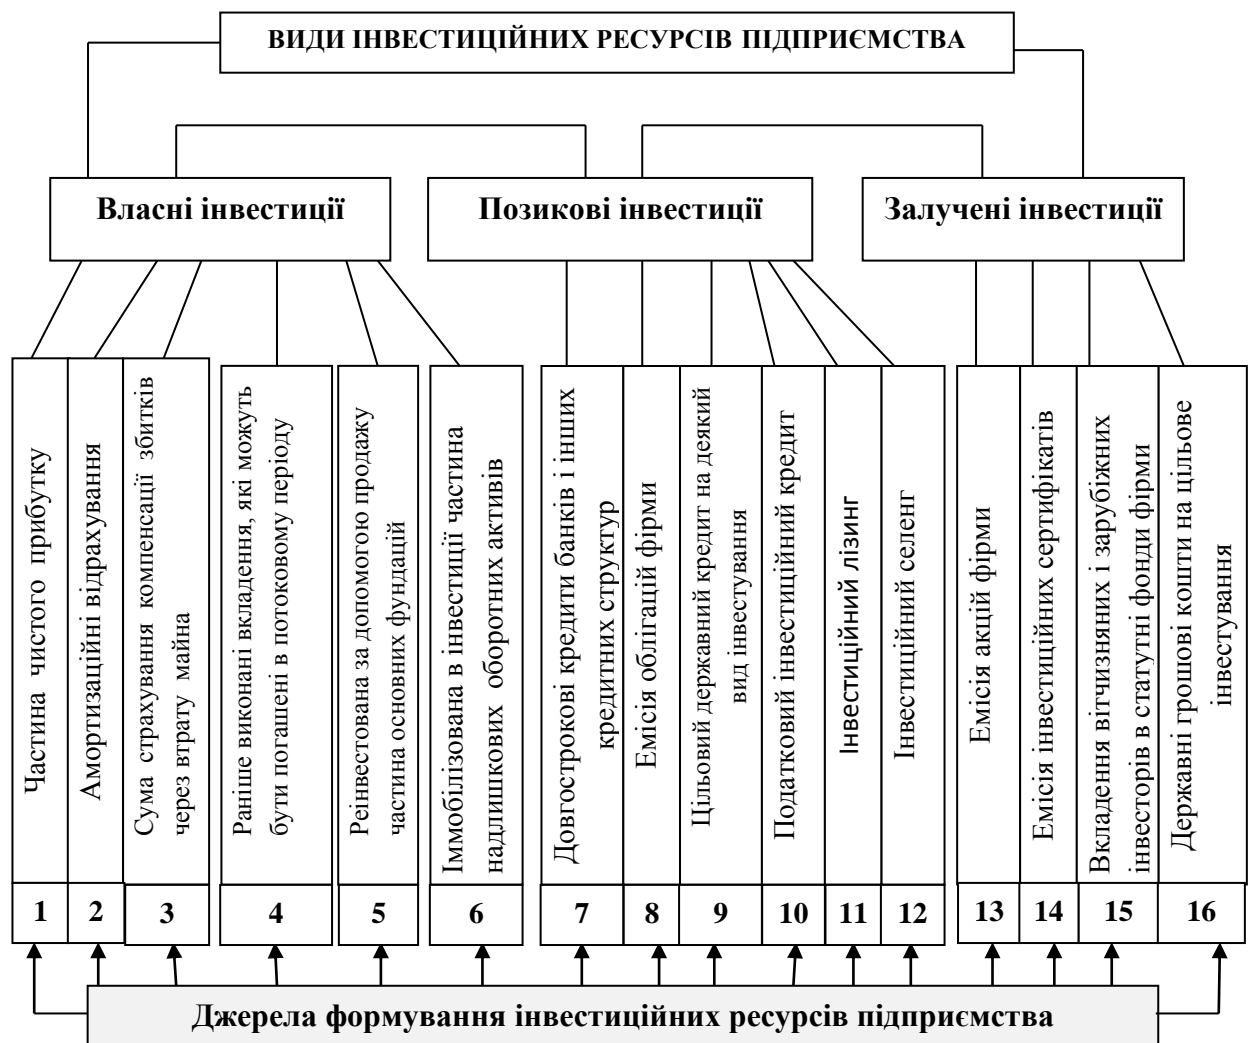 ВИДИ ІНВЕСТИЦІЙНИХ РЕСУРСІВ ПІДПРИЄМСТВА
Власні інвестиції
Позикові інвестиції
Залучені інвестиції
Частина чистого прибутку
Амортизаційні відрахування
Сума страхування компенсації збитків
через втрату майна
Раніше виконані вкладення, які можуть
бути погашені в потоковому періоду
Реінвестована за допомогою продажу
частина основних фундацій
Іммобілізована в інвестиції частина
надлишкових оборотних активів
Довгострокові кредити банків і інших
кредитних структур
Емісія облігацій фірми
Цільовий державний кредит на деякий
вид інвестування
Податковий інвестиційний кредит
Інвестиційний лізинг
Інвестиційний селенг
Емісія акцій фірми
Емісія інвестиційних сертифікатів
Вкладення вітчизняних і зарубіжних
інвесторів в статутні фонди фірми
Державні грошові кошти на цільове
інвестування
1
2
3
4
5
6
7
8
9
10
11
12
13
14
15
16
Джерела формування інвестиційних ресурсів підприємства